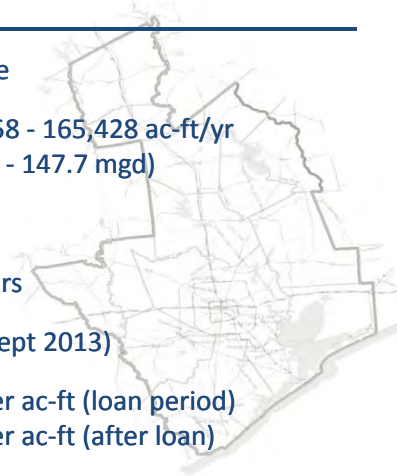 e
58 - 165,428 ac-ft/yr
- 147.7 mgd)
rs
ept 2013)
er ac-ft (loan period)
er ac-ft (after loan)